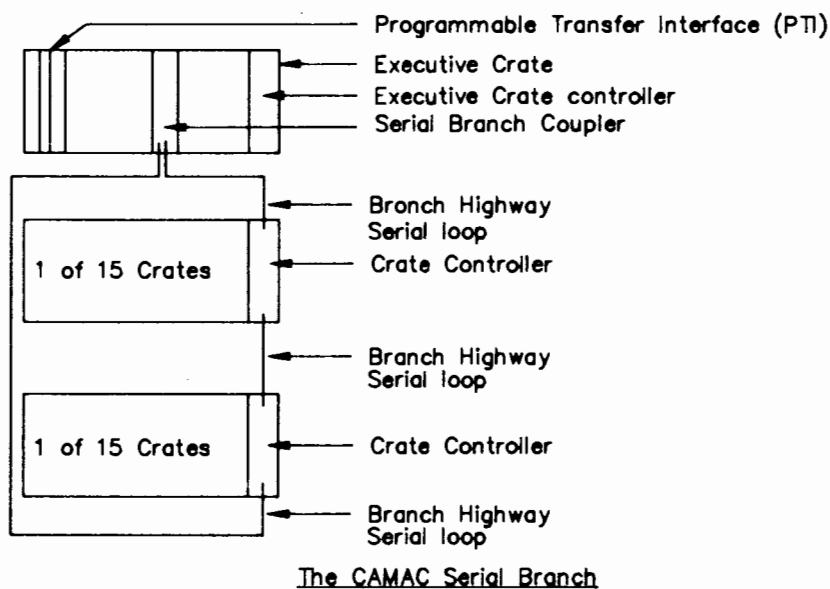 Programmable Transfer Interface (PTI)
Executive Crate
Executive Crate controller
Serial Branch Coupler
Bronch Highway
Serial loop
1 of 15 Crates
Crate Controller
Branch Highway
Serial loop
1 of 15 Crates
Crate Controller
Branch Highway
Serial loop
The CAMAC Serial Branch